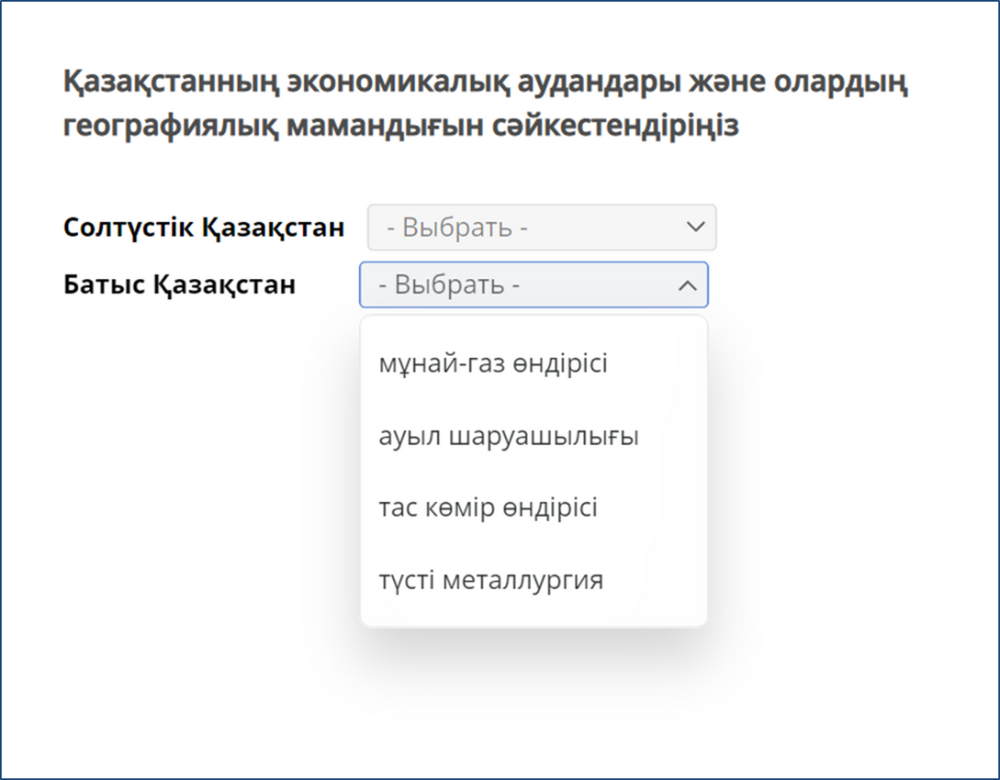 Қазақстанның экономикалық аудандары және олардың
географиялық мамандығын сәйкестендіріңіз
Солтүстік Қазақстан - Выбрать -
Батыс Қазақстан - Выбрать -
мұнай-газ өндірісі
ауыл шаруашылығы
тас көмір өндірісі
түсті металлургия